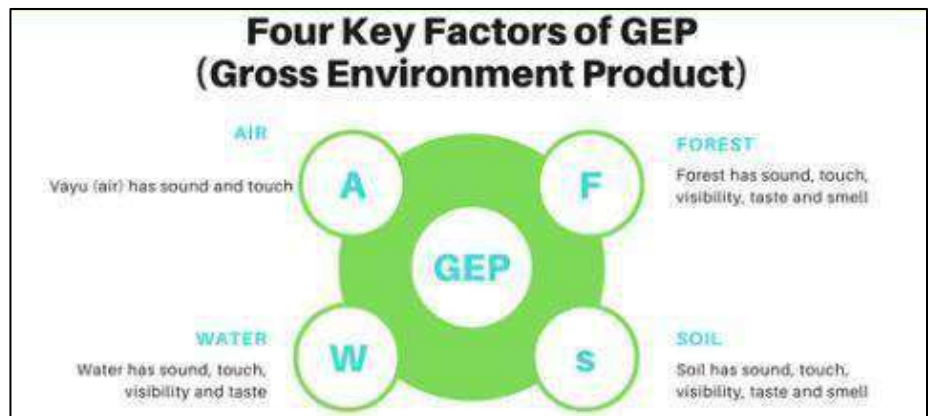 Four Key Factors of GEP
(Gross Environment Product)
AIR
Vayu (air) has sound and touch
A
F
FOREST
Forest has sound, touch,
visibility, taste and smell
GEP
WATER
Water has sound, touch,
visibility and taste
W
s
SOIL
Soil has sound, touch,
visibility, taste and smell